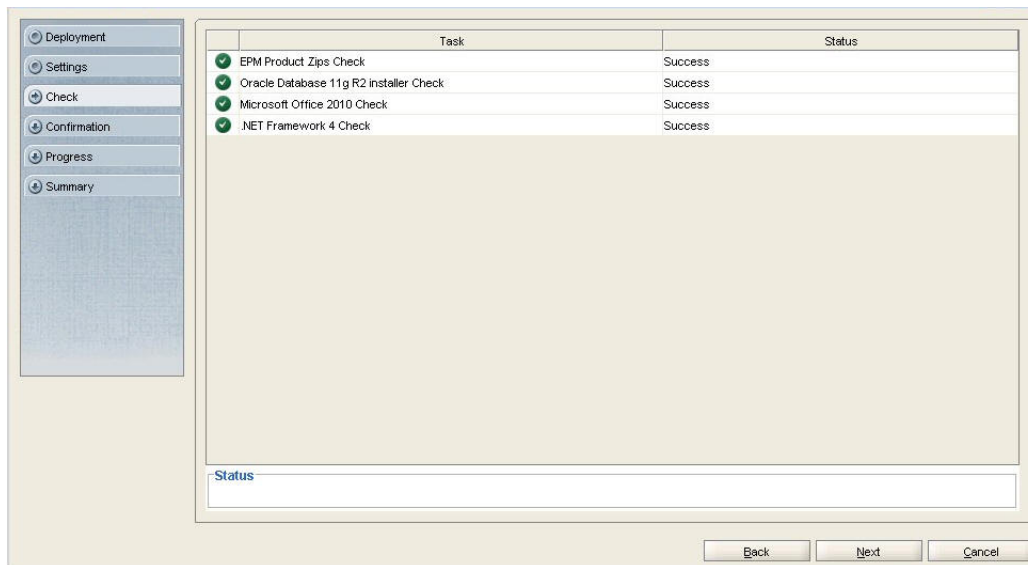 Deployment
Settings
Check
Confirmation
Progress
Summary
Task Status
EPM Product Zips Check Success
Oracle Database 11g R2 installer Check Success
Microsoft Office 2010 Check Success
.NET Framework 4 Check Success
Status
Back Next Cancel